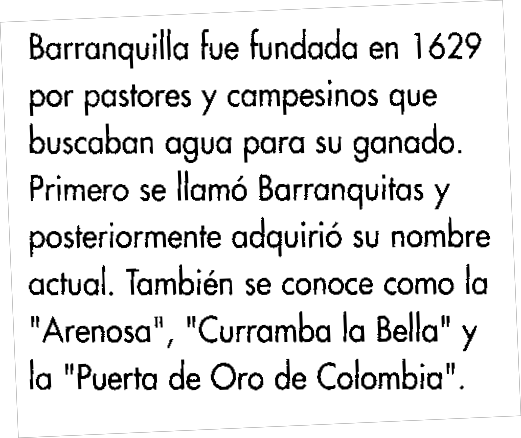 Barranquilla fue fundada en 1629
por pastores y campesinos que
buscaban agua para su ganado.
Primero se llamó Barranquitas y
posteriormente adquirió su nombre
actual. También se conoce como la
"Arenosa", "Curramba la Bella" y
la "Puerta de Oro de Colombia".